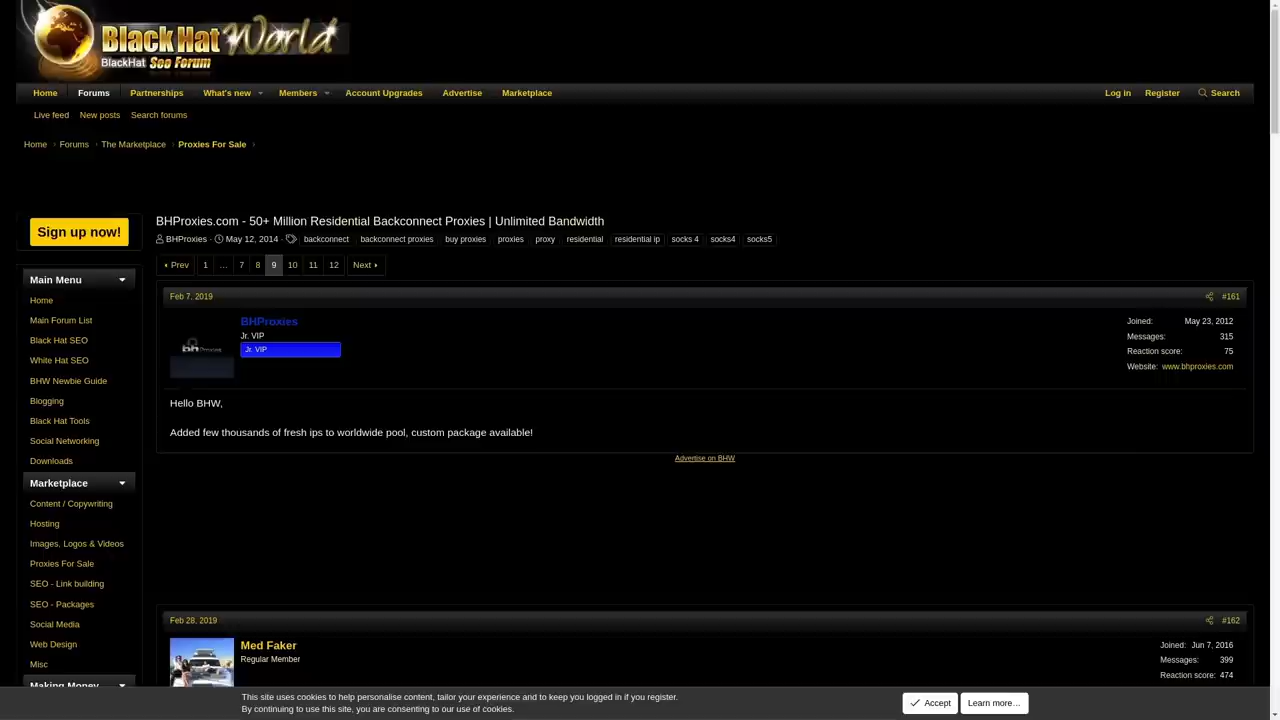 BlackHat World
BlackHat Seo Forum
Home Forums Partnerships What's new Members Account Upgrades Advertise Marketplace Log in Register Search
Live feed New posts Search forums
Home Forums The Marketplace Proxies For Sale
Sign up now!
BHProxies.com - 50+ Million Residential Backconnect Proxies | Unlimited Bandwidth
BHProxies · May 12, 2014 · backconnect backconnect proxies buy proxies proxies proxy residential residential ip socks 4 socks4 socks5
Prev 1 … 7 8 9 10 11 12 Next
Main Menu
Home
Main Forum List
Black Hat SEO
White Hat SEO
BHW Newbie Guide
Blogging
Black Hat Tools
Social Networking
Downloads
Marketplace
Content / Copywriting
Hosting
Images, Logos & Videos
Proxies For Sale
SEO - Link building
SEO - Packages
Social Media
Web Design
Misc
Making Money
Feb 7, 2019 #161
bhProxies
BHProxies
Jr. VIP
Jr. VIP
Joined: May 23, 2012
Messages: 315
Reaction score: 75
Website: www.bhproxies.com
Hello BHW,
Added few thousands of fresh ips to worldwide pool, custom package available!
Advertise on BHW
Feb 28, 2019 #162
Med Faker
Regular Member
Joined: Jun 7, 2016
Messages: 399
Reaction score: 474
This site uses cookies to help personalise content, tailor your experience and to keep you logged in if you register.
By continuing to use this site, you are consenting to our use of cookies.
Accept Learn more…